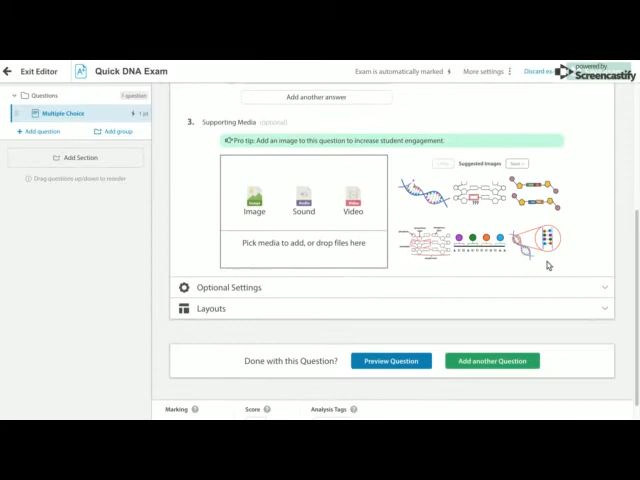 Exit Editor
Quick DNA Exam
Exam is automatically marked
More settings
Discard ex
powered by
Screencastify
Questions
1 question
Multiple Choice
1 pt
Add question
Add group
Add Section
Drag questions up/down to reorder
Add another answer
3. Supporting Media (optional)
Pro tip: Add an image to this question to increase student engagement.
Suggested Images
Next
Image
Sound
Video
Pick media to add, or drop files here
Optional Settings
Layouts
Done with this Question?
Preview Question
Add another Question
Marking
Score
Analysis Tags